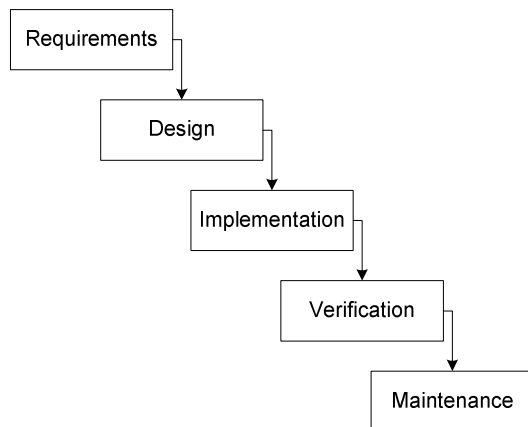 Requirements
Design
Implementation
Verification
Maintenance